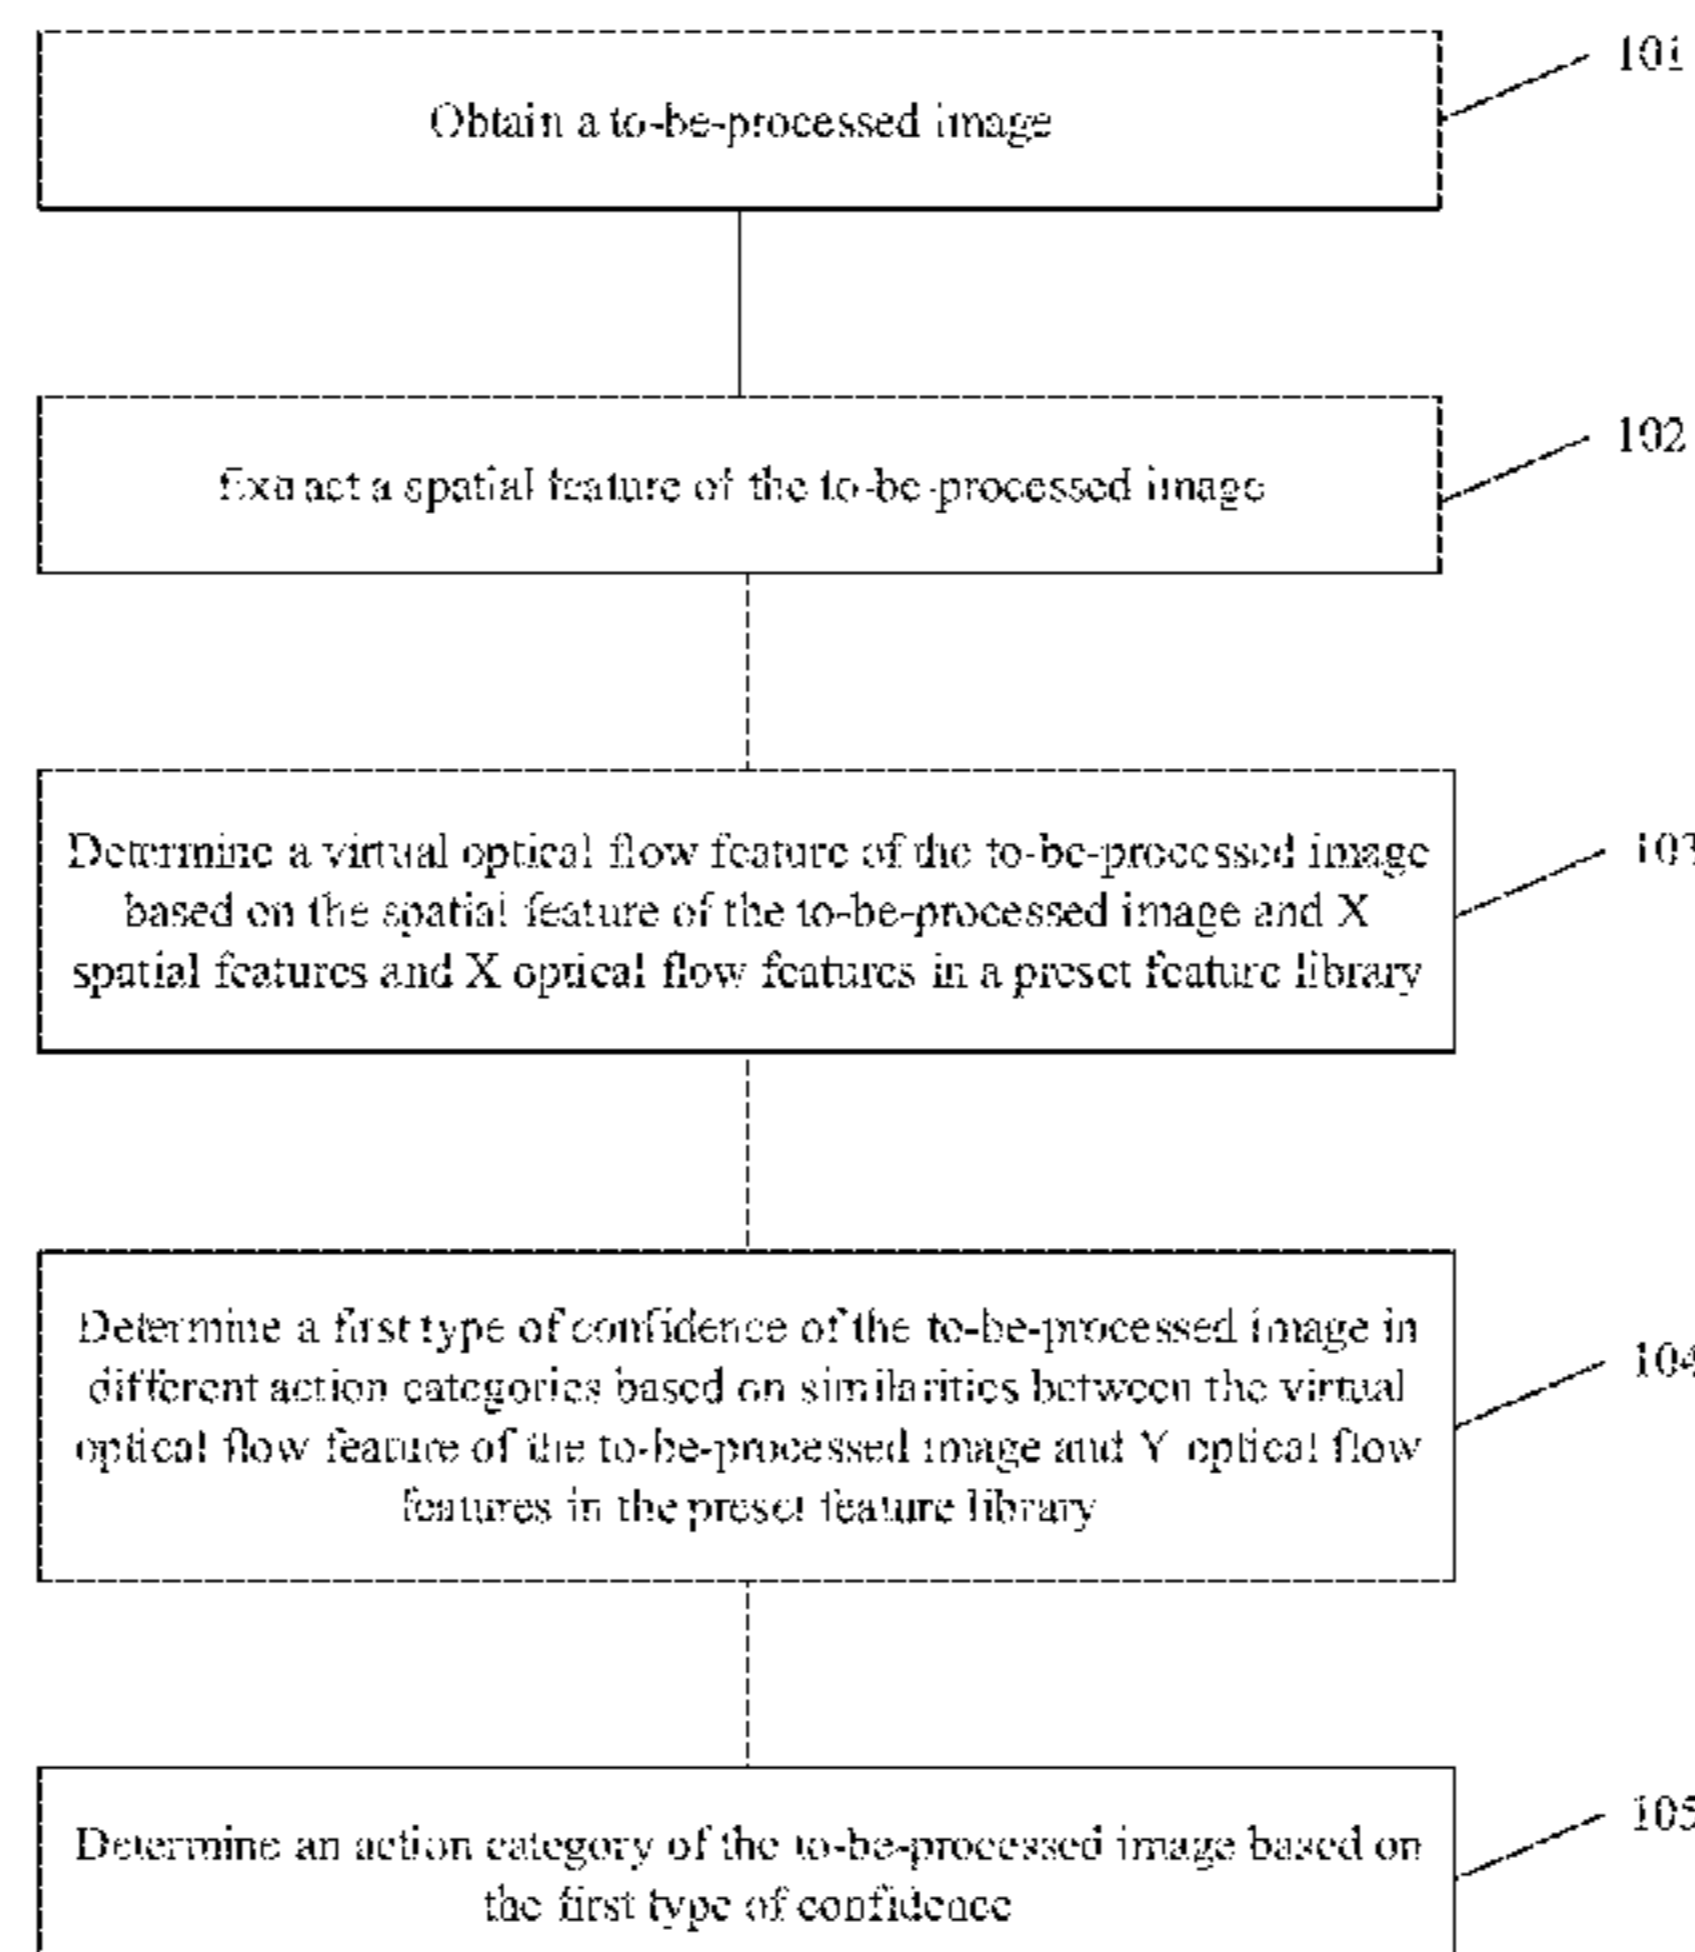 101
Obtain a to-be-processed image
102
Extract a spatial feature of the to-be-processed image
103
Determine a virtual optical flow feature of the to-be-processed image
based on the spatial feature of the to-be-processed image and X
spatial features and X optical flow features in a preset feature library
104
Determine a first type of confidence of the to-be-processed image in
different action categories based on similarities between the virtual
optical flow feature of the to-be-processed image and Y optical flow
features in the preset feature library
105
Determine an action category of the to-be-processed image based on
the first type of confidence